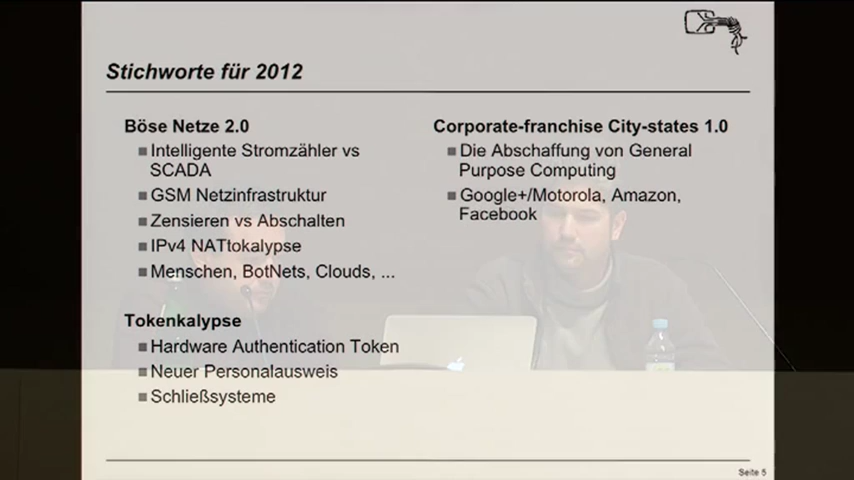 Stichworte für 2012
Böse Netze 2.0
Intelligente Stromzähler vs
SCADA
GSM Netzinfrastruktur
Zensieren vs Abschalten
IPv4 NATtokalypse
Menschen, BotNets, Clouds, ...
Tokenkalypse
Hardware Authentication Token
Neuer Personalausweis
Schließsysteme
Corporate-franchise City-states 1.0
Die Abschaffung von General
Purpose Computing
Google+/Motorola, Amazon,
Facebook
Seite 5